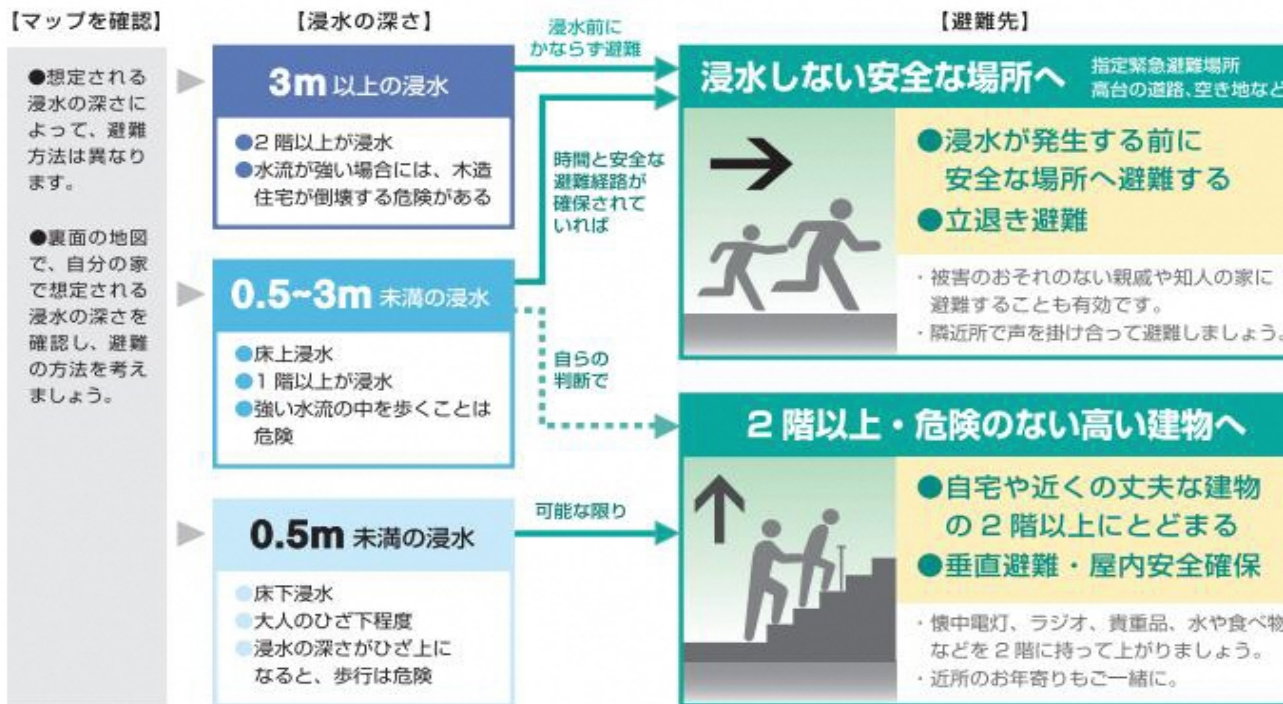 【マップを確認】
●想定される
浸水の深さに
よって、避難
方法は異なり
ます。
●裏面の地図
で、自分の家
で想定される
浸水の深さを
確認し、避難
の方法を考え
ましょう。
【浸水の深さ】
3m 以上の浸水
●2階以上が浸水
●水流が強い場合には、木造
住宅が倒壊する危険がある
0.5~3m 未満の浸水
●床上浸水
●1階以上が浸水
●強い水流の中を歩くことは
危険
0.5m 未満の浸水
●床下浸水
●大人のひざ下程度
●浸水の深さがひざ上に
なると、歩行は危険
浸水前に
かならず避難
時間と安全な
避難経路が
確保されて
いれば
自らの
判断で
可能な限り
【避難先】
浸水しない安全な場所へ
指定緊急避難場所
高台の道路、空き地など
●浸水が発生する前に
安全な場所へ避難する
●立退き避難
・被害のおそれのない親戚や知人の家に
避難することも有効です。
・隣近所で声を掛け合って避難しましょう。
2階以上・危険のない高い建物へ
●自宅や近くの丈夫な建物
の2階以上にとどまる
●垂直避難・屋内安全確保
・懐中電灯、ラジオ、貴重品、水や食べ物
などを2階に持って上がりましょう。
・近所のお年寄りもご一緒に。